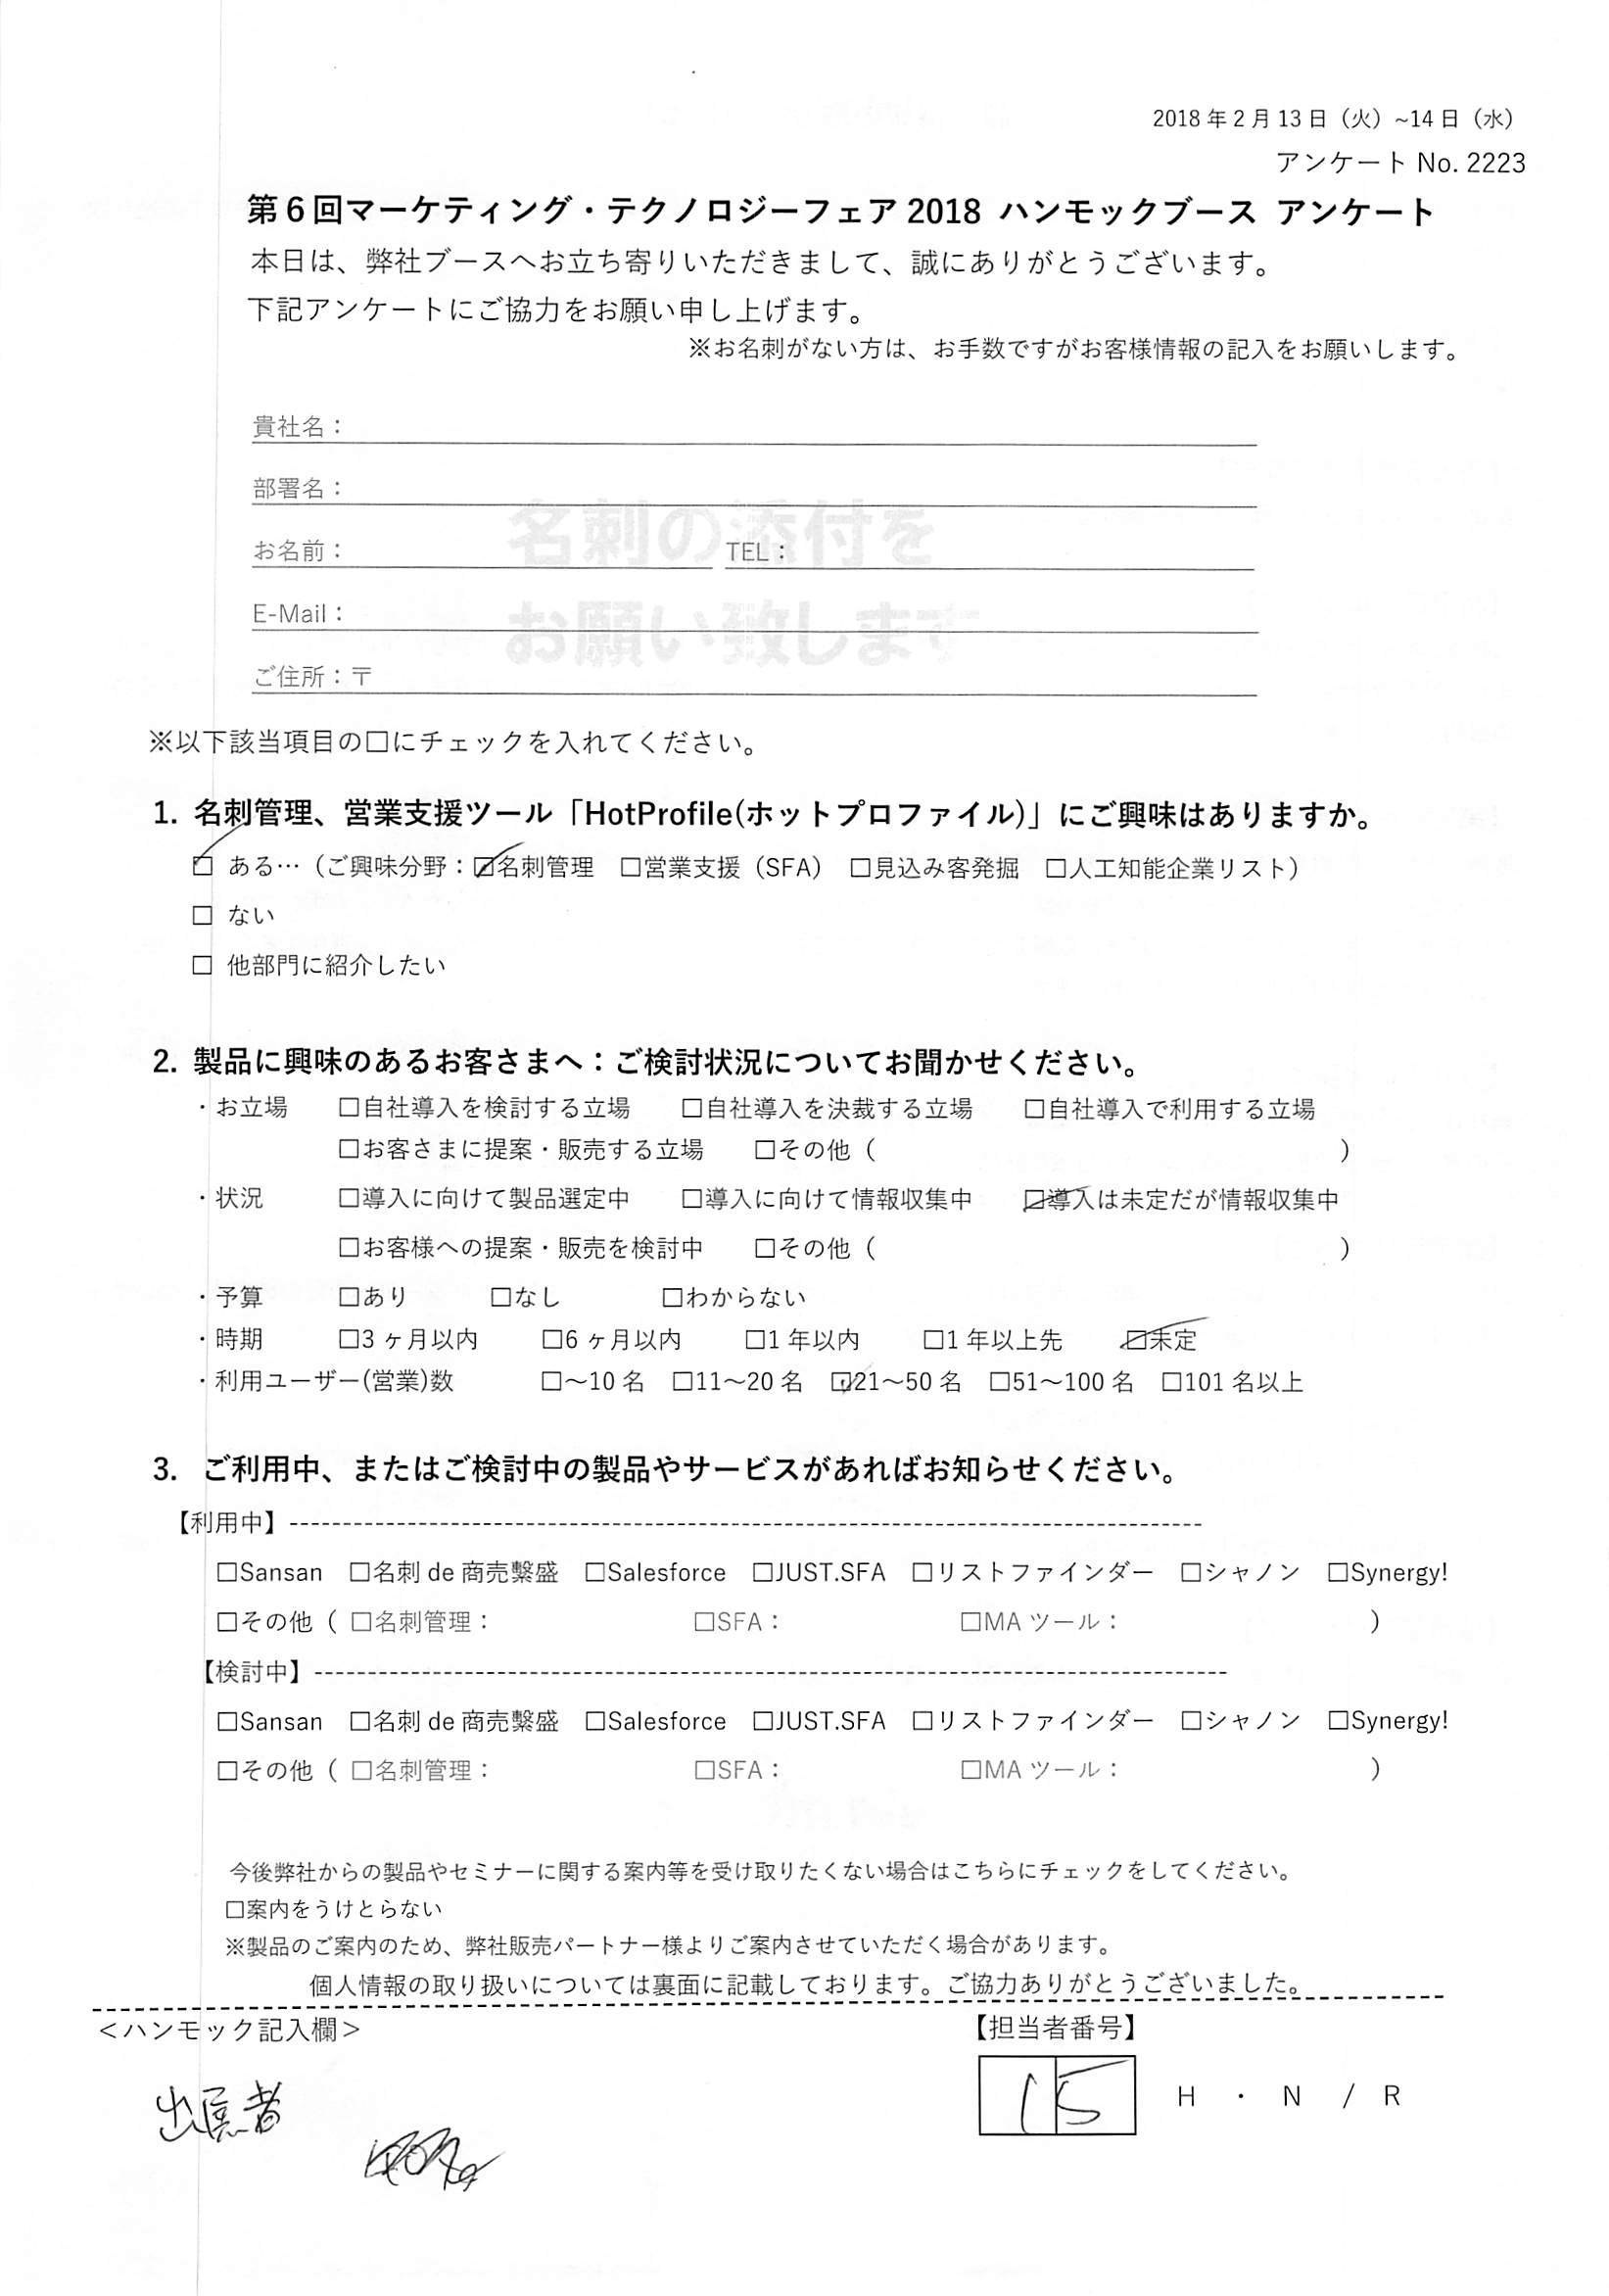 2018年2月13日（火）~14日（水）
アンケート No. 2223
第6回マーケティング・テクノロジーフェア2018 ハンモックブース アンケート
本日は、弊社ブースへお立ち寄りいただきまして、誠にありがとうございます。
下記アンケートにご協力をお願い申し上げます。
※お名刺がない方は、お手数ですがお客様情報の記入をお願いします。
貴社名：
部署名：
名刺の添付を
お名前： TEL：
お願い致します
E-Mail：
ご住所：〒
※以下該当項目の□にチェックを入れてください。
1. 名刺管理、営業支援ツール「HotProfile(ホットプロファイル)」にご興味はありますか。
☑ ある…（ご興味分野：☑名刺管理 □営業支援（SFA） □見込み客発掘 □人工知能企業リスト）
□ ない
□ 他部門に紹介したい
2. 製品に興味のあるお客さまへ：ご検討状況についてお聞かせください。
・お立場 □自社導入を検討する立場 □自社導入を決裁する立場 □自社導入で利用する立場
□お客さまに提案・販売する立場 □その他（ ）
・状況 □導入に向けて製品選定中 □導入に向けて情報収集中 ☑導入は未定だが情報収集中
□お客様への提案・販売を検討中 □その他（ ）
・予算 □あり □なし □わからない
・時期 □3ヶ月以内 □6ヶ月以内 □1年以内 □1年以上先 ☑未定
・利用ユーザー(営業)数 □～10名 □11～20名 ☑21～50名 □51～100名 □101名以上
3. ご利用中、またはご検討中の製品やサービスがあればお知らせください。
【利用中】
□Sansan □名刺de商売繫盛 □Salesforce □JUST.SFA □リストファインダー □シャノン □Synergy!
□その他（ □名刺管理： □SFA： □MAツール： ）
【検討中】
□Sansan □名刺de商売繫盛 □Salesforce □JUST.SFA □リストファインダー □シャノン □Synergy!
□その他（ □名刺管理： □SFA： □MAツール： ）
今後弊社からの製品やセミナーに関する案内等を受け取りたくない場合はこちらにチェックをしてください。
□案内をうけとらない
※製品のご案内のため、弊社販売パートナー様よりご案内させていただく場合があります。
個人情報の取り扱いについては裏面に記載しております。ご協力ありがとうございました。
＜ハンモック記入欄＞ 【担当者番号】
出展者 15 H ・ N / R